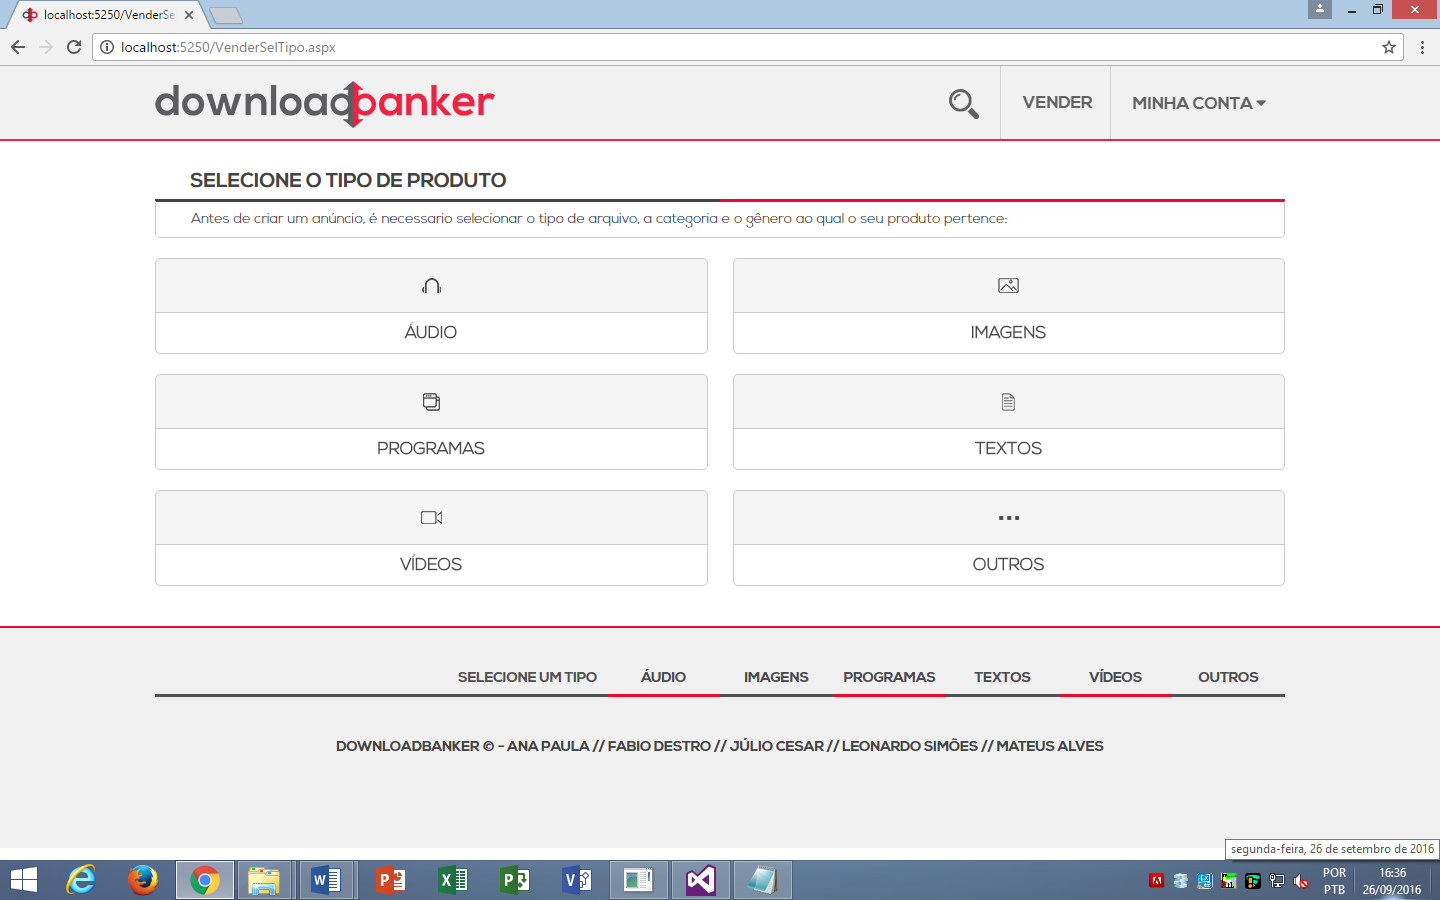 localhost:5250/VenderSe
localhost:5250/VenderSelTipo.aspx
downloadbanker
VENDER
MINHA CONTA
SELECIONE O TIPO DE PRODUTO
Antes de criar um anúncio, é necessario selecionar o tipo de arquivo, a categoria e o gênero ao qual o seu produto pertence:
ÁUDIO
IMAGENS
PROGRAMAS
TEXTOS
VÍDEOS
OUTROS
SELECIONE UM TIPO ÁUDIO IMAGENS PROGRAMAS TEXTOS VÍDEOS OUTROS
DOWNLOADBANKER © - ANA PAULA // FABIO DESTRO // JÚLIO CESAR // LEONARDO SIMÕES // MATEUS ALVES
segunda-feira, 26 de setembro de 2016
POR
PTB
16:36
26/09/2016